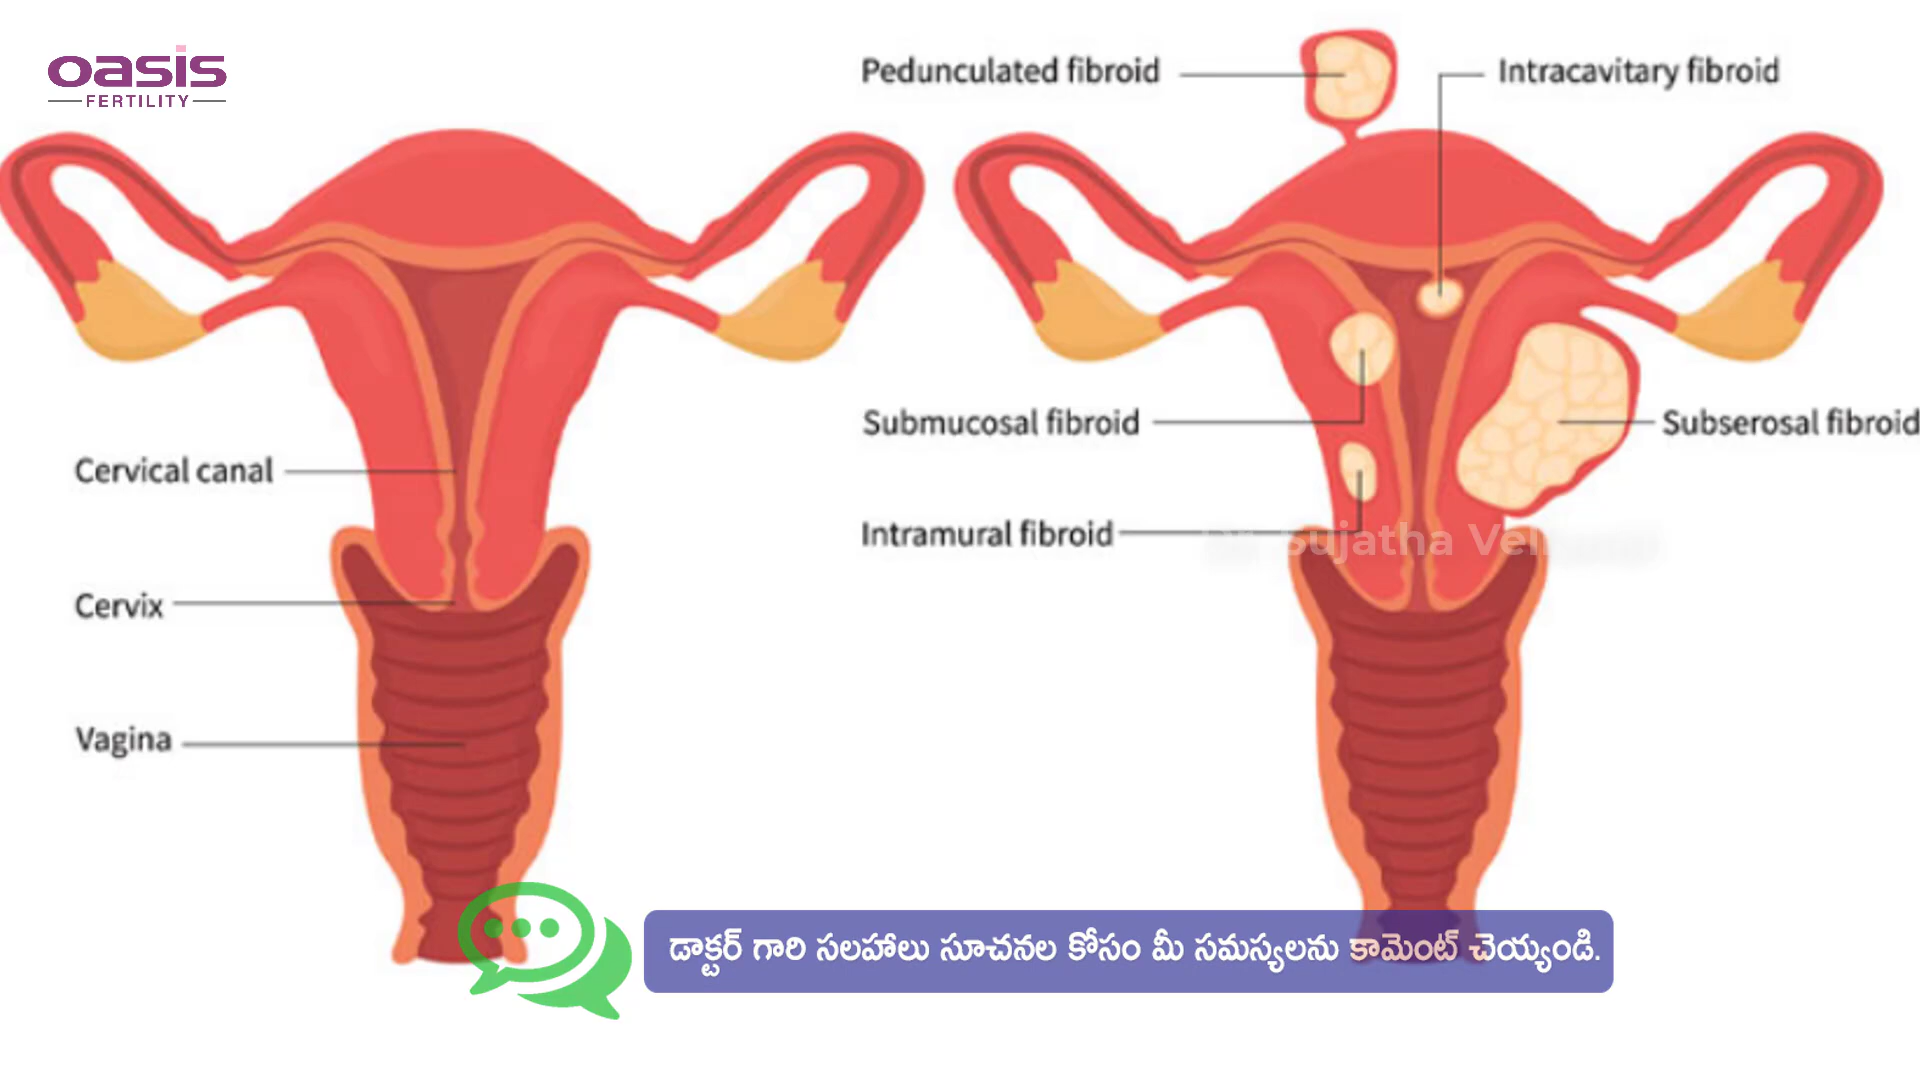 oasis
FERTILITY
Pedunculated fibroid
Intracavitary fibroid
Submucosal fibroid
Subserosal fibroid
Cervical canal
Intramural fibroid
Sujatha
Cervix
Vagina
డాక్టర్ గారి సలహాలు సూచనల కోసం మీ సమస్యలను కామెంట్ చెయ్యండి.